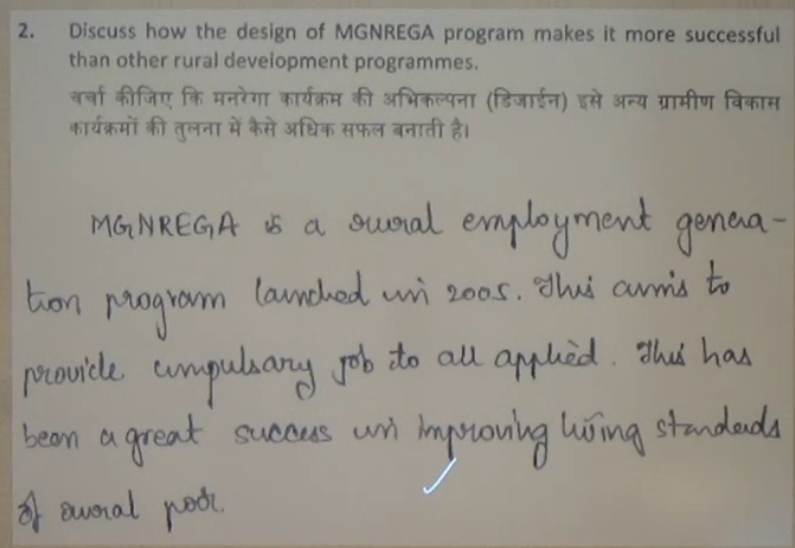 2. Discuss how the design of MGNREGA program makes it more successful
than other rural development programmes.
चर्चा कीजिए कि मनरेगा कार्यक्रम की अभिकल्पना (डिजाईन) इसे अन्य ग्रामीण विकास
कार्यक्रमों की तुलना में कैसे अधिक सफल बनाती है।
MGNREGA is a rural employment genera-
tion program launched in 2005. This aims to
provide compulsary job to all applied. This has
been a great success in improving living standards
of rural poor.